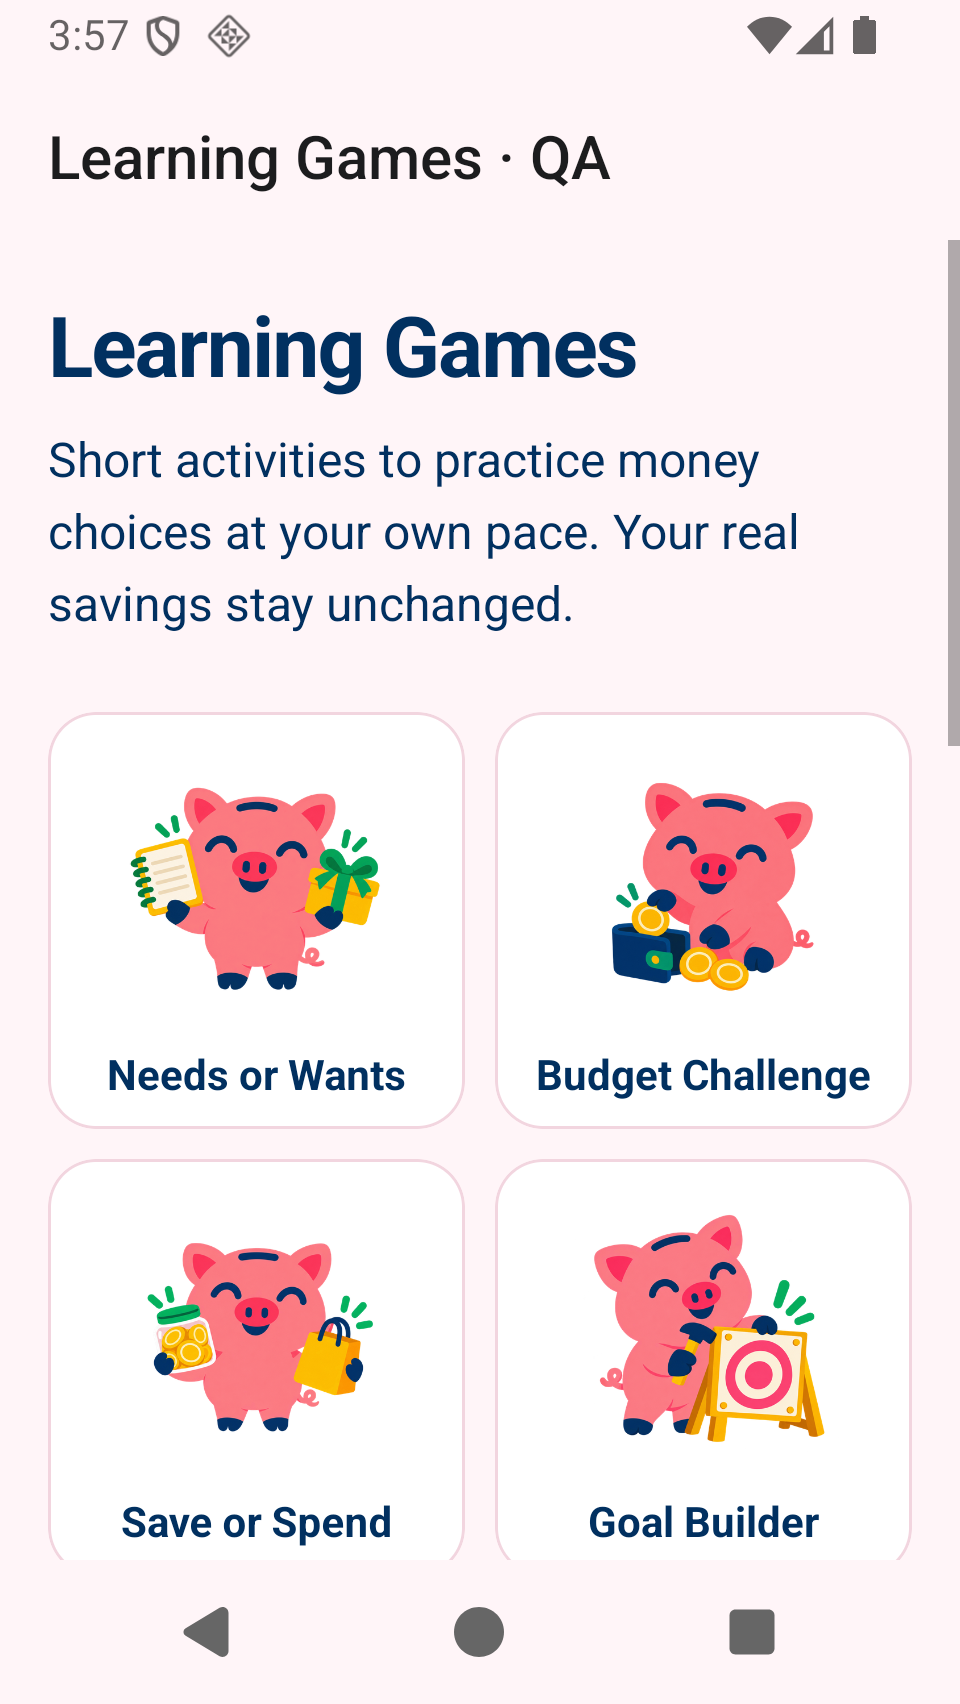 3:57
Learning Games · QA
Learning Games
Short activities to practice money
choices at your own pace. Your real
savings stay unchanged.
Needs or Wants
Budget Challenge
Save or Spend
Goal Builder